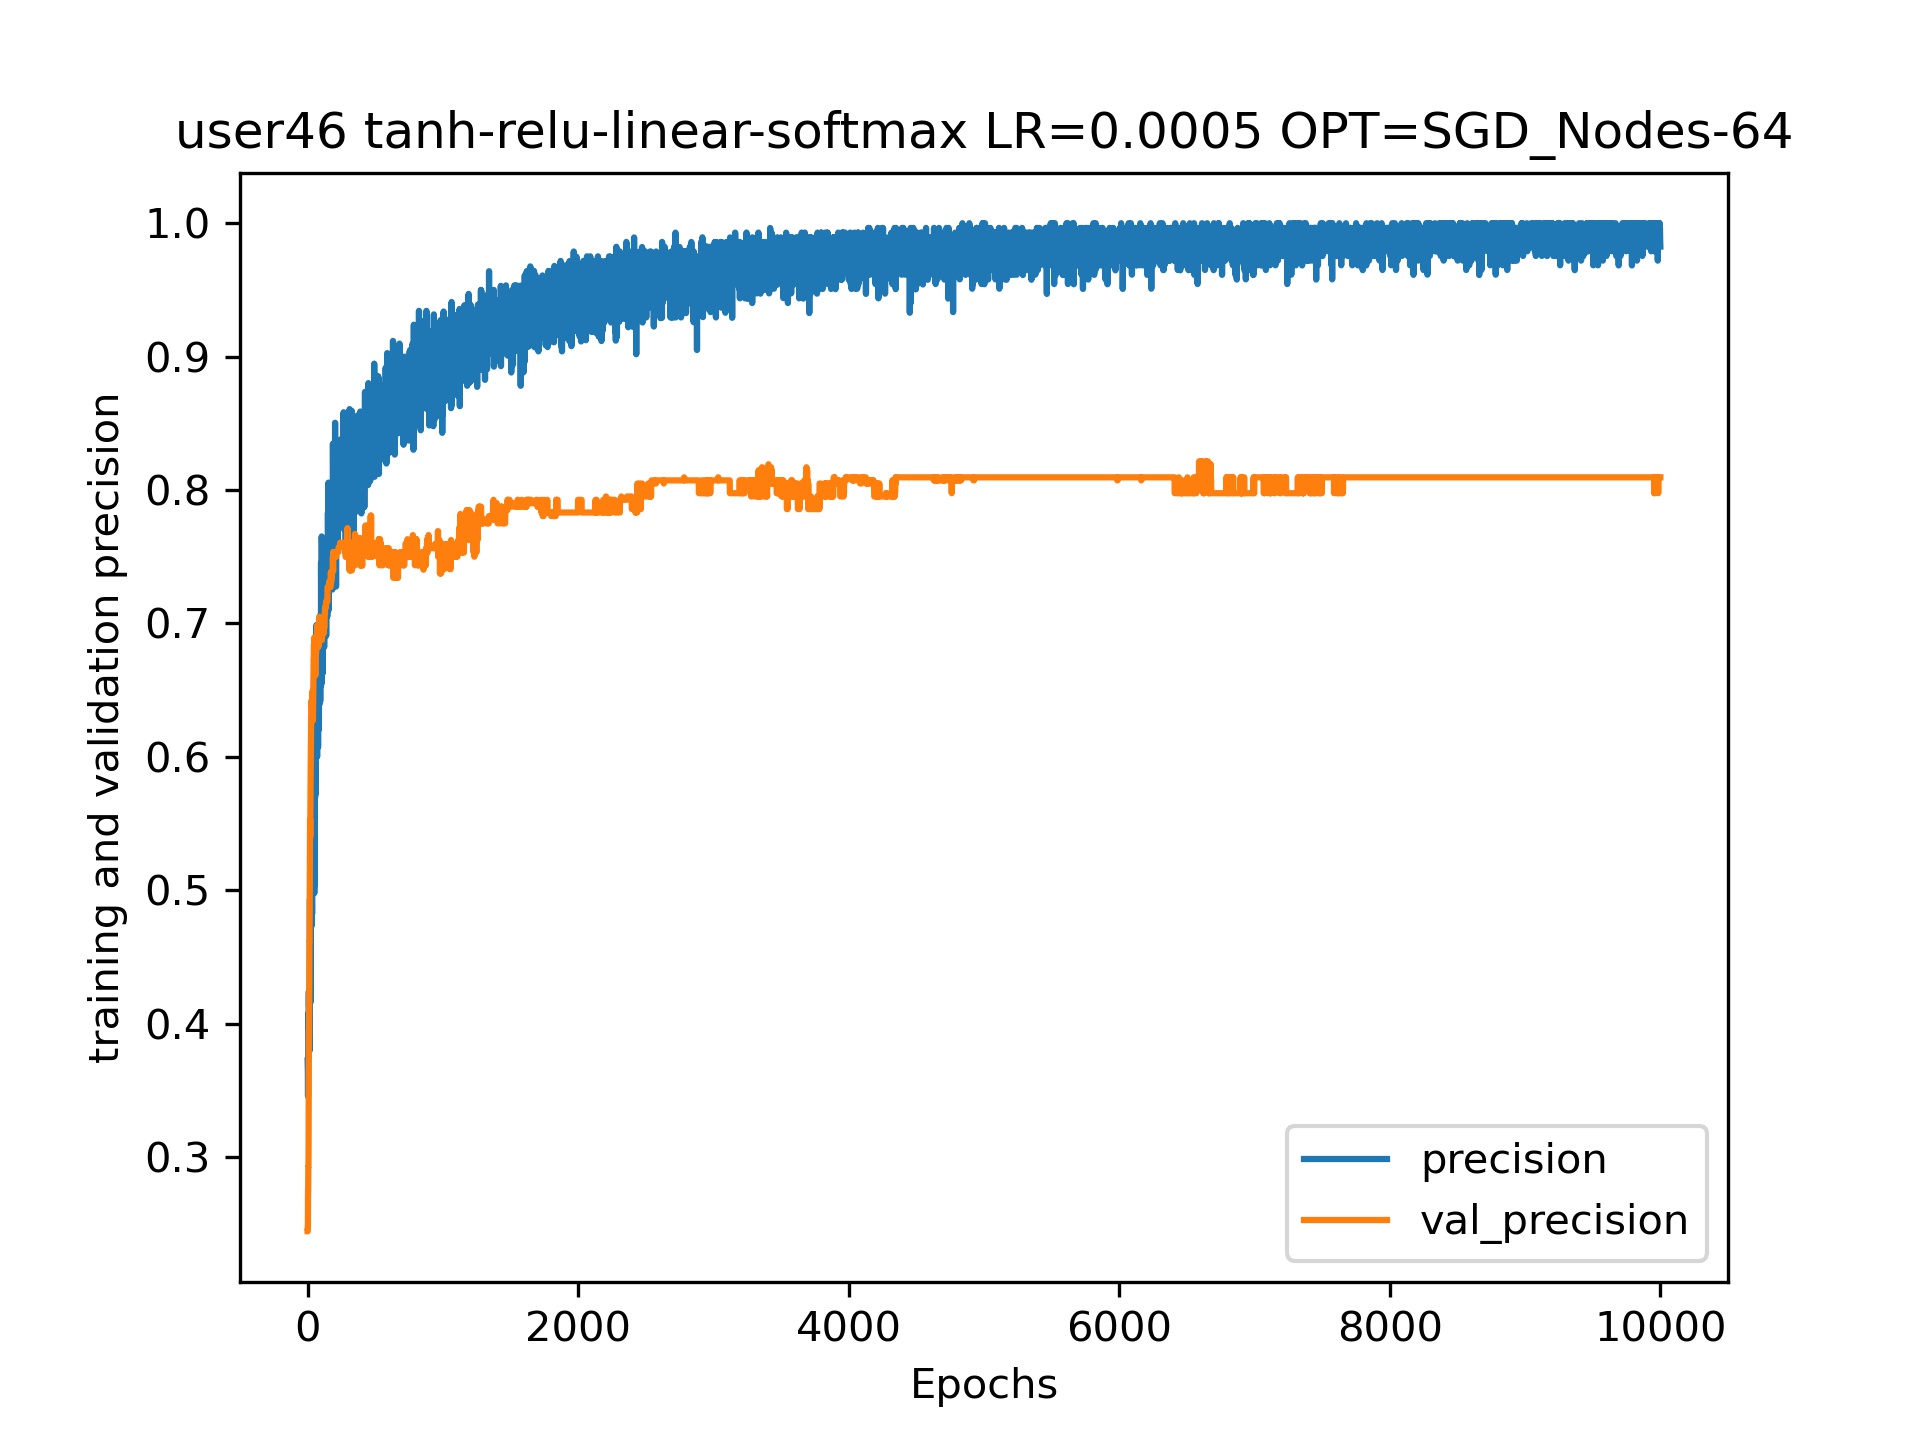 user46 tanh-relu-linear-softmax LR=0.0005 OPT=SGD_Nodes-64
training and validation precision
1.0
0.9
0.8
0.7
0.6
0.5
0.4
0.3
precision
val_precision
0 2000 4000 6000 8000 10000
Epochs